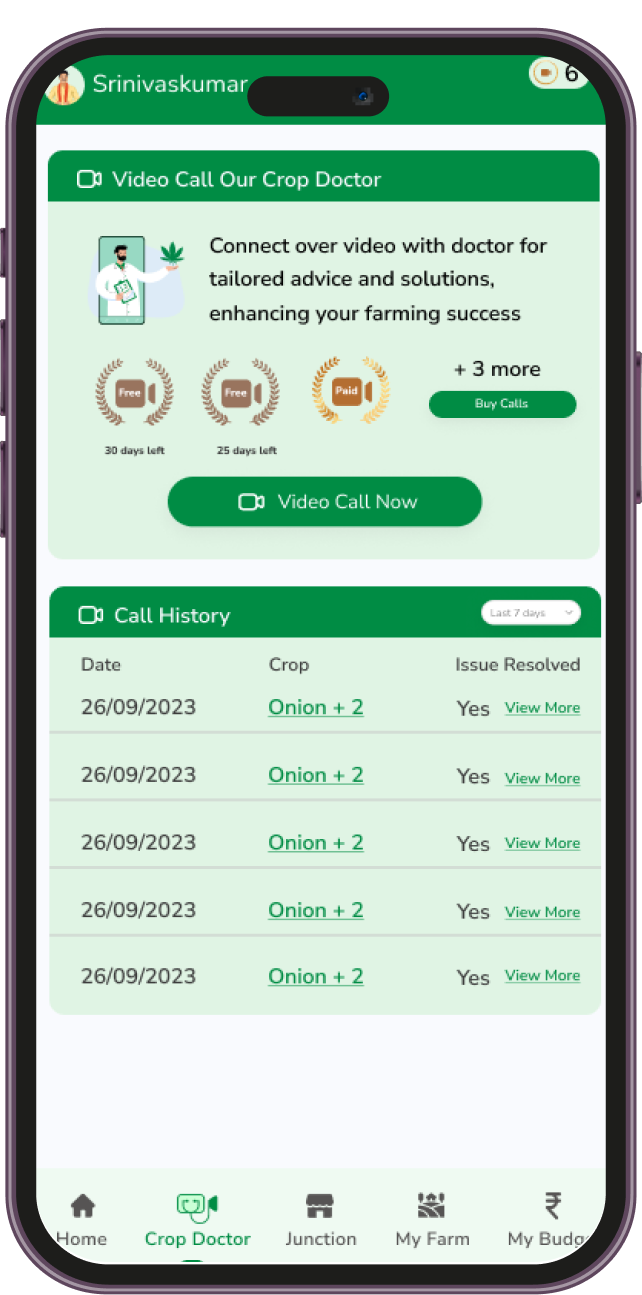 Srinivaskumar
6
Video Call Our Crop Doctor
Connect over video with doctor for
tailored advice and solutions,
enhancing your farming success
Free Free Paid
+ 3 more
Buy Calls
30 days left 25 days left
Video Call Now
Call History Last 7 days
Date Crop Issue Resolved
26/09/2023 Onion + 2 Yes View More
26/09/2023 Onion + 2 Yes View More
26/09/2023 Onion + 2 Yes View More
26/09/2023 Onion + 2 Yes View More
26/09/2023 Onion + 2 Yes View More
Home Crop Doctor Junction My Farm My Budg